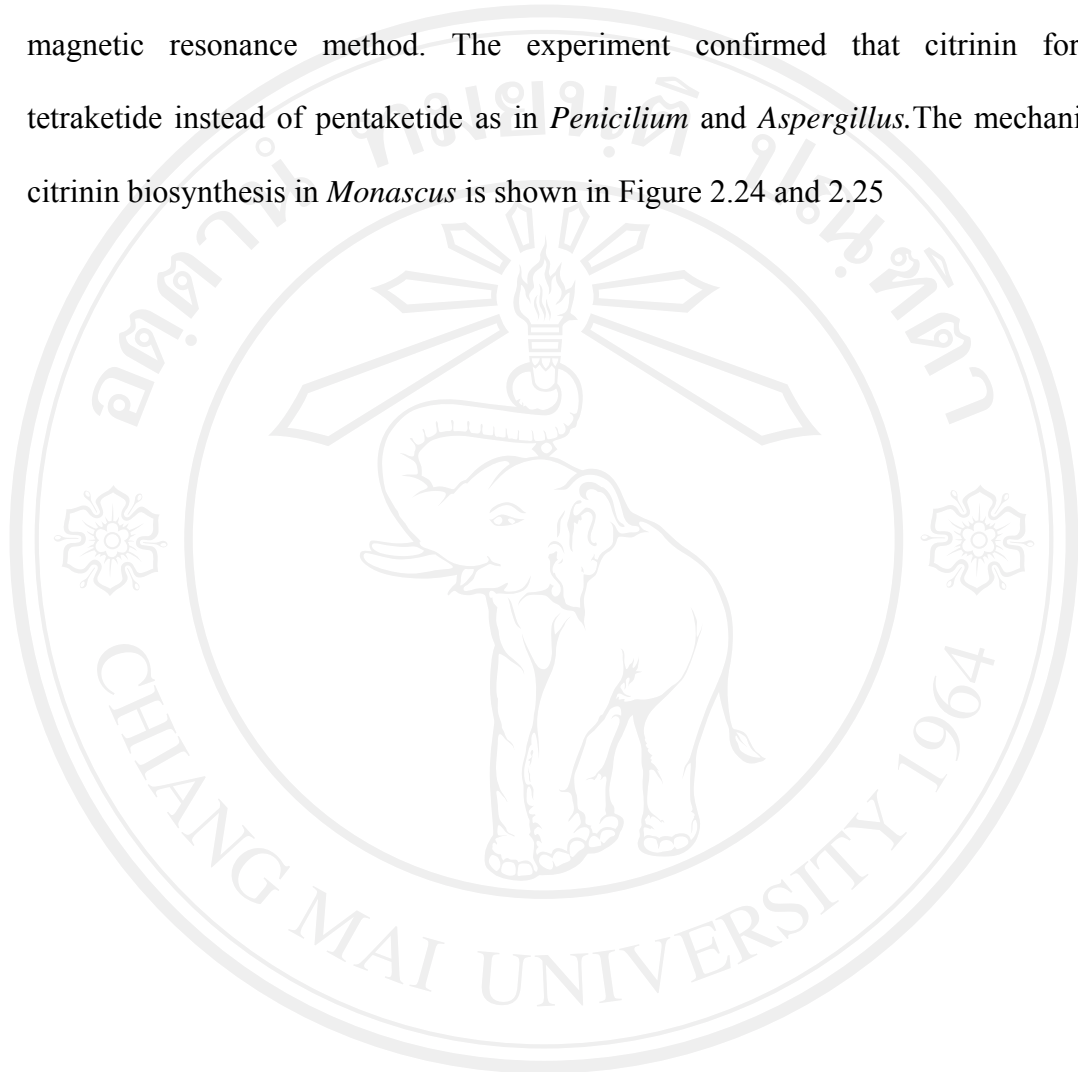 magnetic resonance method. The experiment confirmed that citrinin for
tetraketide instead of pentaketide as in Penicilium and Aspergillus.The mechani
citrinin biosynthesis in Monascus is shown in Figure 2.24 and 2.25
CHIANG MAI UNIVERSITY 1964